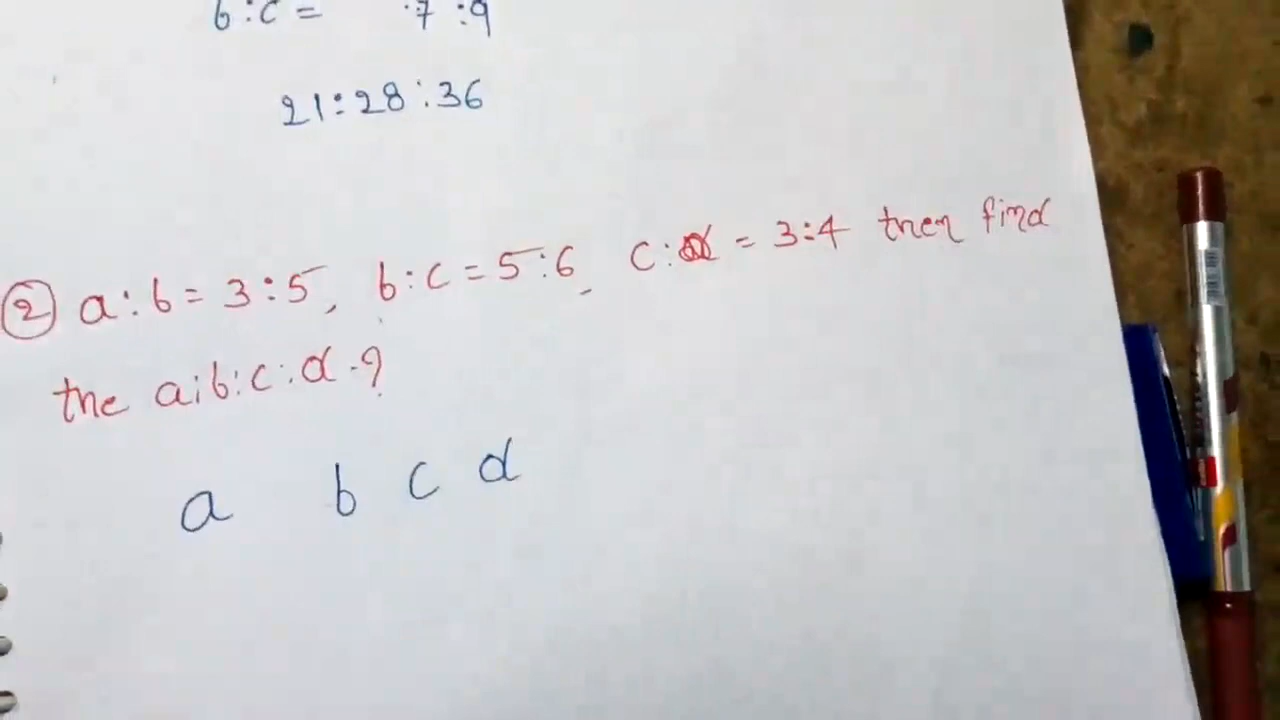 b:c = :7 :9
21:28:36
② a:b = 3:5, b:c = 5:6, c:d = 3:4 then find
the a:b:c:d-?
a b c d